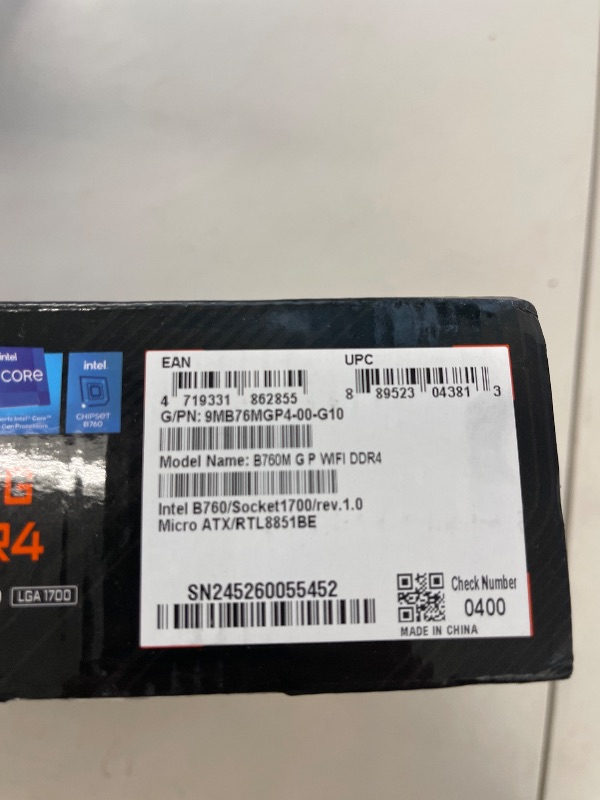 EAN
UPC
4 719331 862855
8 89523 04381 3
G/PN: 9MB76MGP4-00-G10
Model Name: B760M G P WIFI DDR4
Intel B760/Socket1700/rev.1.0
Micro ATX/RTL8851BE
SN245260055452
Check Number
0400
MADE IN CHINA
intel
CORE
intel
CHIPSET
B760
G
R4
LGA 1700